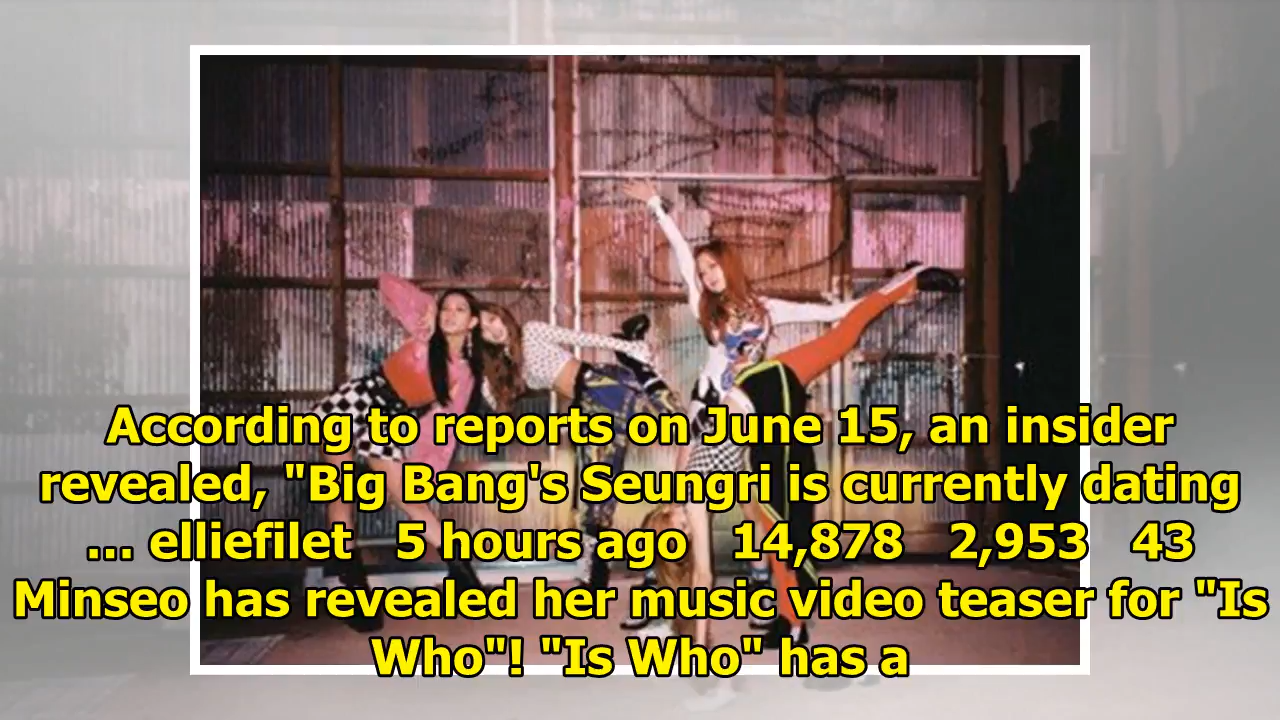 According to reports on June 15, an insider
revealed, "Big Bang's Seungri is currently dating
... elliefilet 5 hours ago 14,878 2,953 43
Minseo has revealed her music video teaser for "Is
Who"! "Is Who" has a